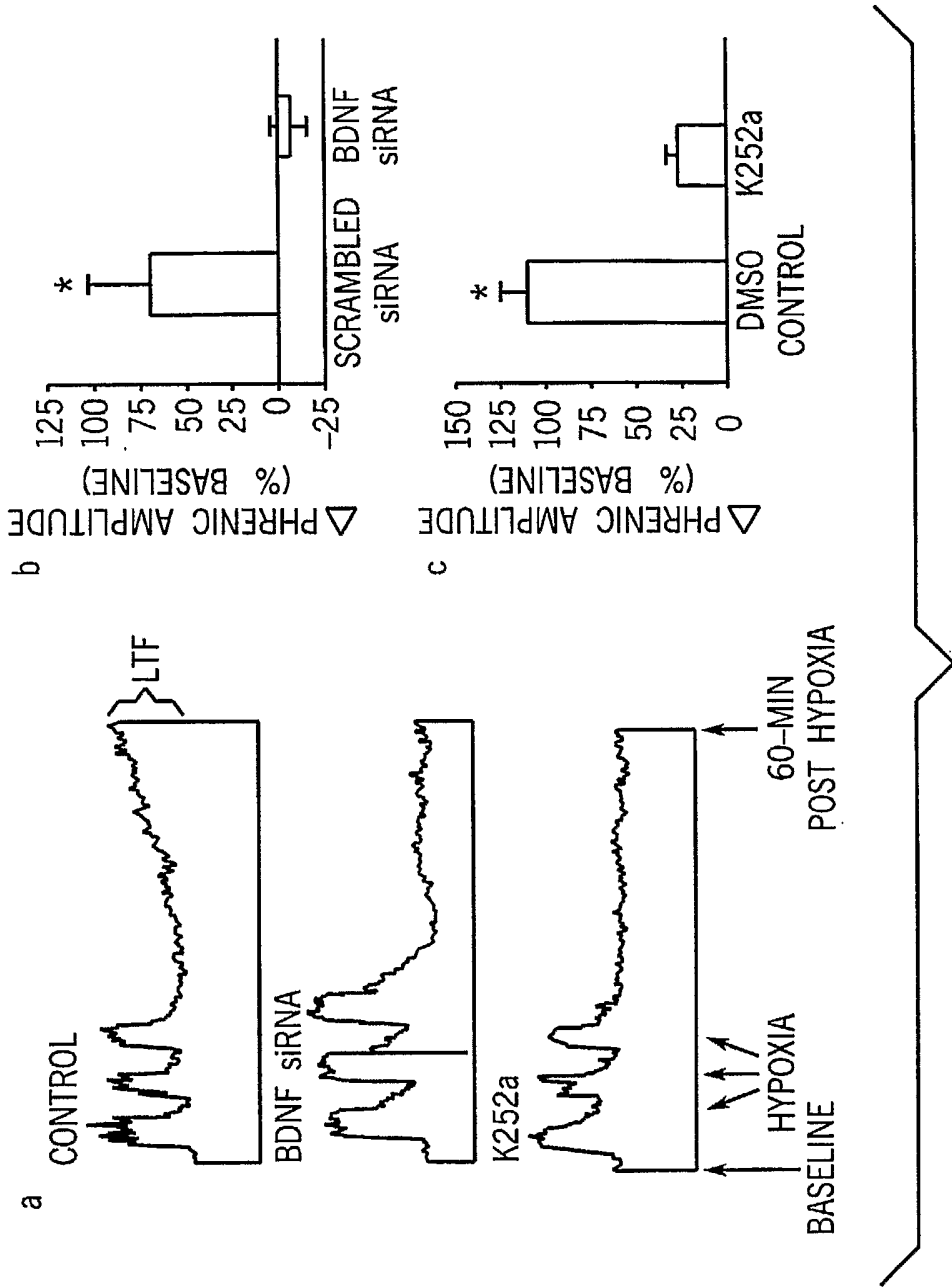 a
CONTROL
LTF
BDNF siRNA
K252a
BASELINE
HYPOXIA
60-MIN
POST HYPOXIA
b
△PHRENIC AMPLITUDE
(% BASELINE)
125
100
75
50
25
0
-25
*
SCRAMBLED
siRNA
BDNF
siRNA
c
△PHRENIC AMPLITUDE
(% BASELINE)
150
125
100
75
50
25
0
*
DMSO
CONTROL
K252a